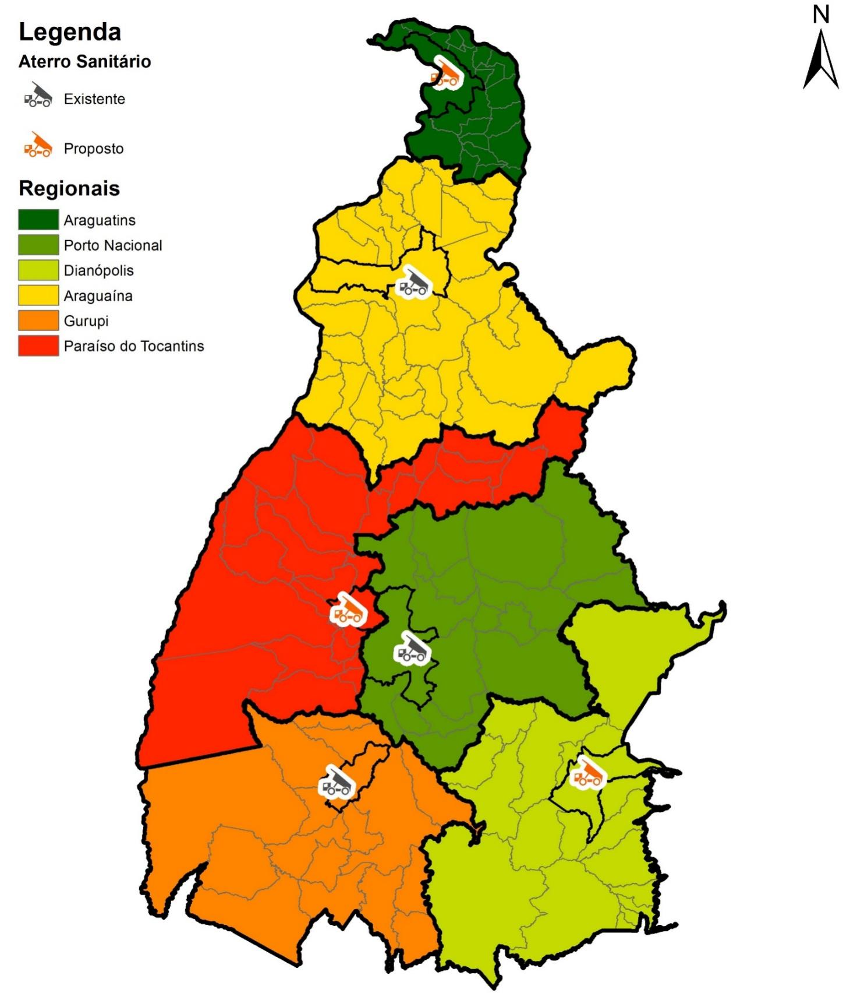 N
Legenda
Aterro Sanitário
Existente
Proposto
Regionais
Araguatins
Porto Nacional
Dianópolis
Araguaína
Gurupi
Paraíso do Tocantins